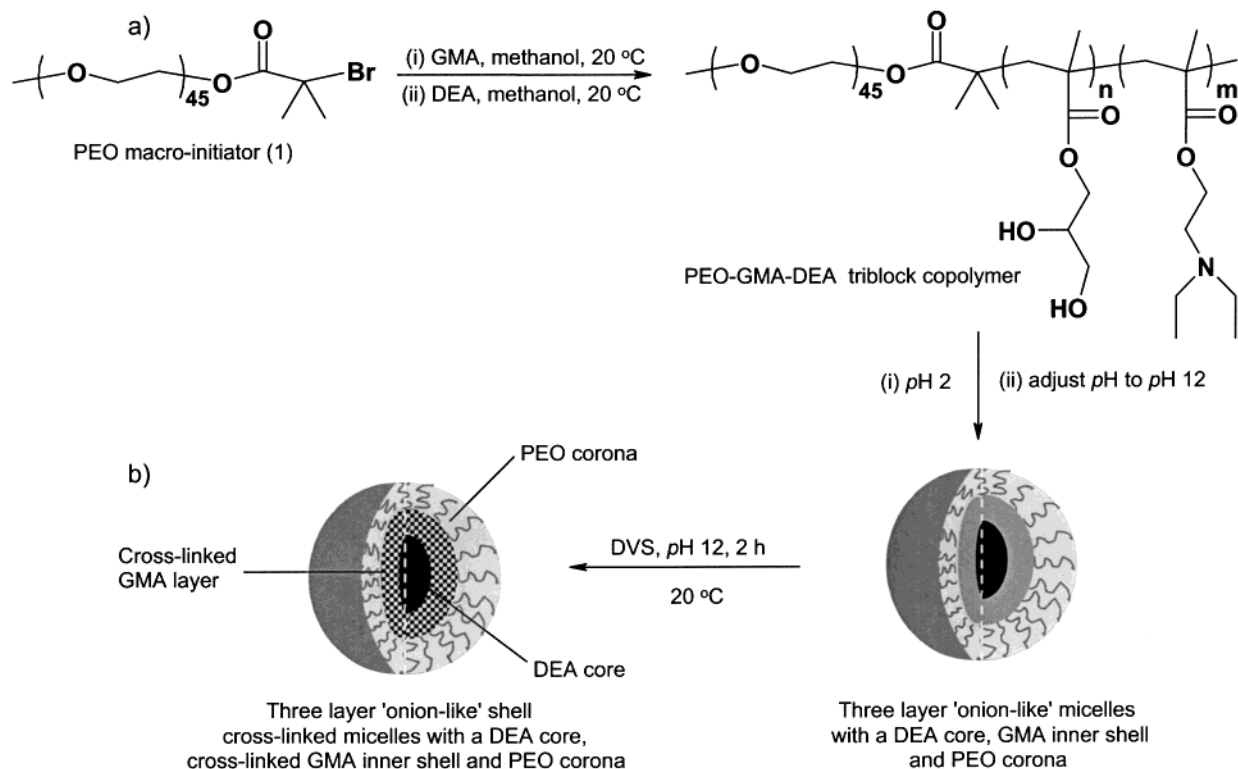 a)
O
O
O
Br
45
PEO macro-initiator (1)
(i) GMA, methanol, 20 °C
(ii) DEA, methanol, 20 °C
O
O
O
45
n
m
O
O
O
O
HO
HO
N
PEO-GMA-DEA triblock copolymer
(i) pH 2
(ii) adjust pH to pH 12
b)
PEO corona
Cross-linked
GMA layer
DEA core
DVS, pH 12, 2 h
20 °C
Three layer 'onion-like' shell
cross-linked micelles with a DEA core,
cross-linked GMA inner shell and PEO corona
Three layer 'onion-like' micelles
with a DEA core, GMA inner shell
and PEO corona